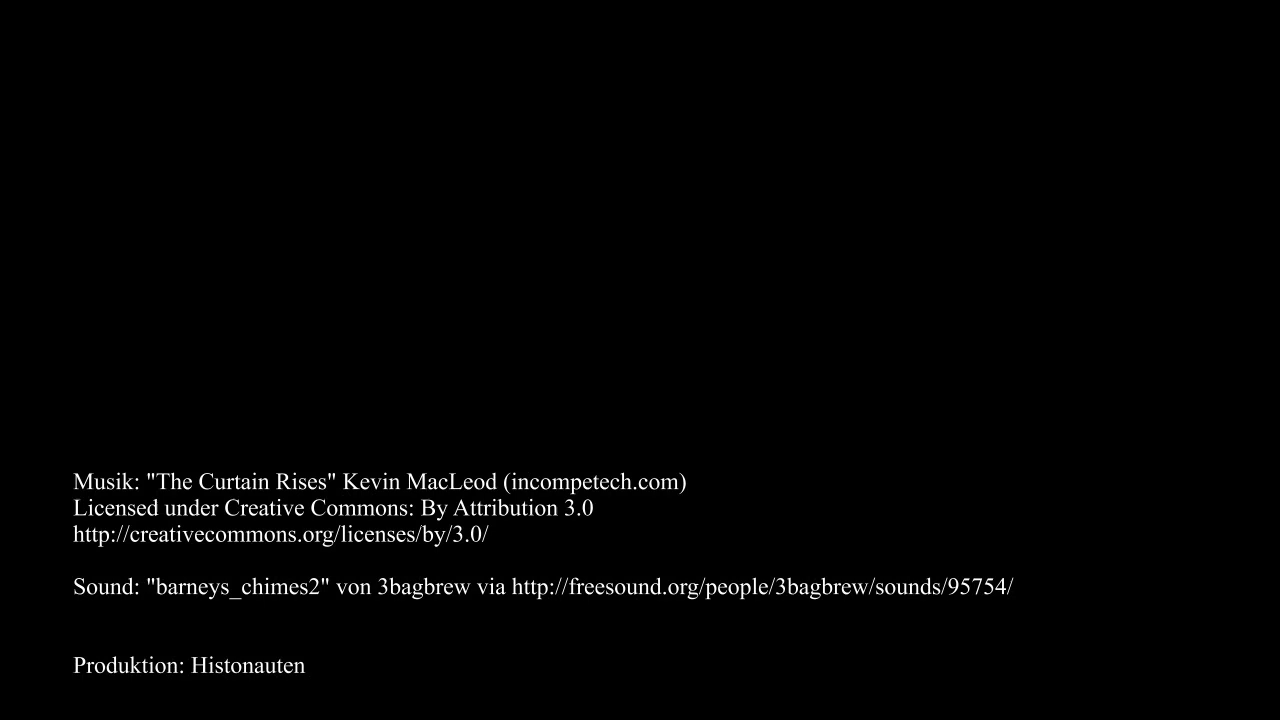 Musik: "The Curtain Rises" Kevin MacLeod (incompetech.com)
Licensed under Creative Commons: By Attribution 3.0
http://creativecommons.org/licenses/by/3.0/
Sound: "barneys_chimes2" von 3bagbrew via http://freesound.org/people/3bagbrew/sounds/95754/
Produktion: Histonauten